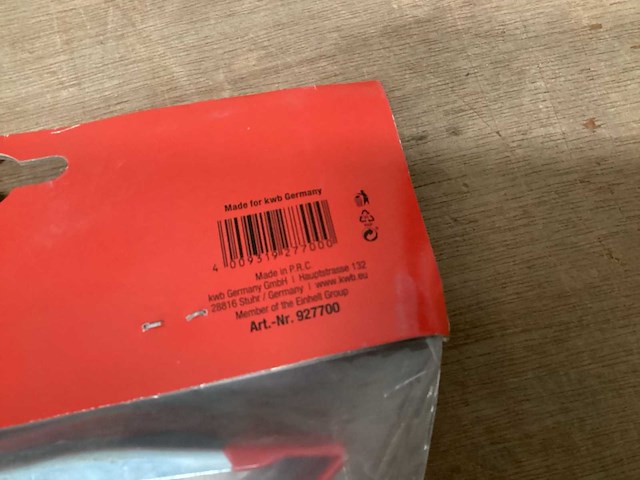 Made for kwb Germany
4 009319 277000
Made in P.R.C.
kwb Germany GmbH | Hauptstrasse 132
28816 Stuhr / Germany | www.kwb.eu
Member of the Einhell Group
Art.-Nr. 927700